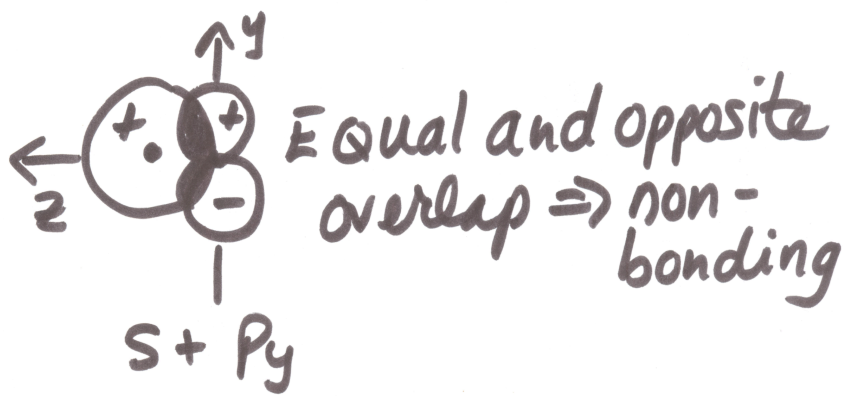 y
+ +
Equal and opposite
z
-
overlap ⇒ non-
bonding
S + Py